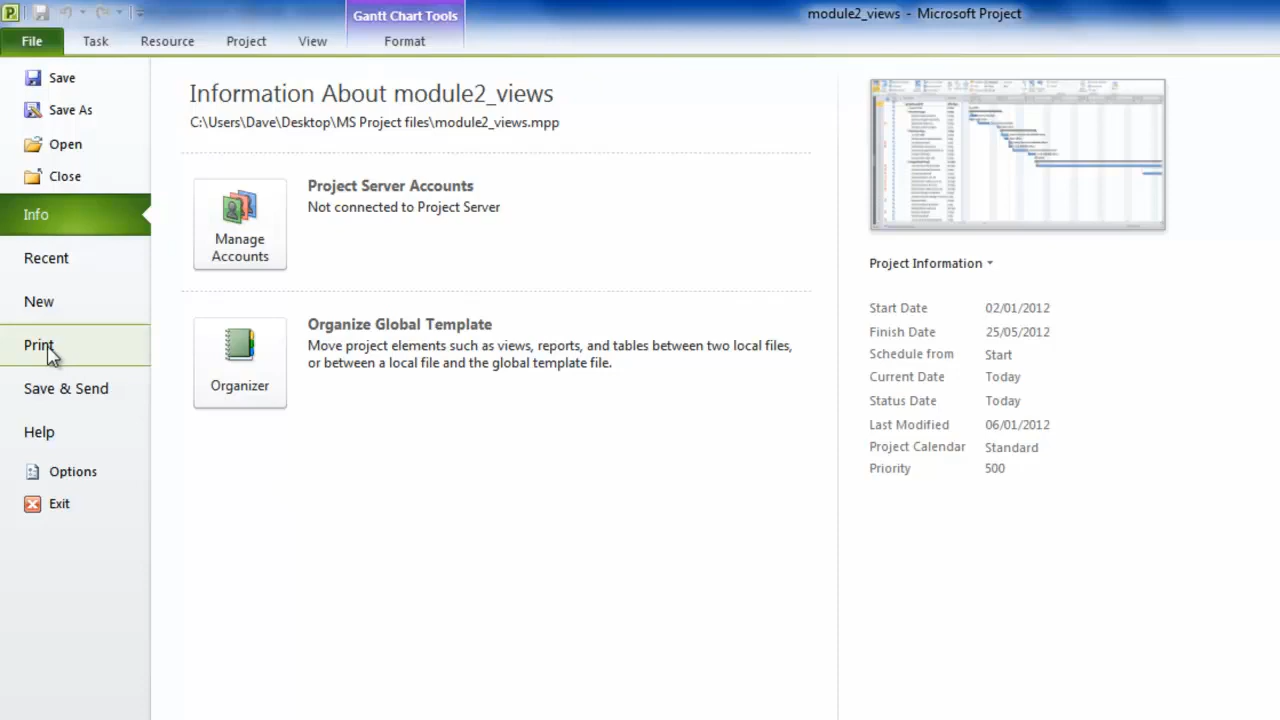 Gantt Chart Tools
module2_views - Microsoft Project
File Task Resource Project View Format
Save
Save As
Open
Close
Info
Recent
New
Print
Save & Send
Help
Options
Exit
Information About module2_views
C:\Users\Dave\Desktop\MS Project files\module2_views.mpp
Manage
Accounts
Project Server Accounts
Not connected to Project Server
Organizer
Organize Global Template
Move project elements such as views, reports, and tables between two local files,
or between a local file and the global template file.
Project Information
Start Date 02/01/2012
Finish Date 25/05/2012
Schedule from Start
Current Date Today
Status Date Today
Last Modified 06/01/2012
Project Calendar Standard
Priority 500